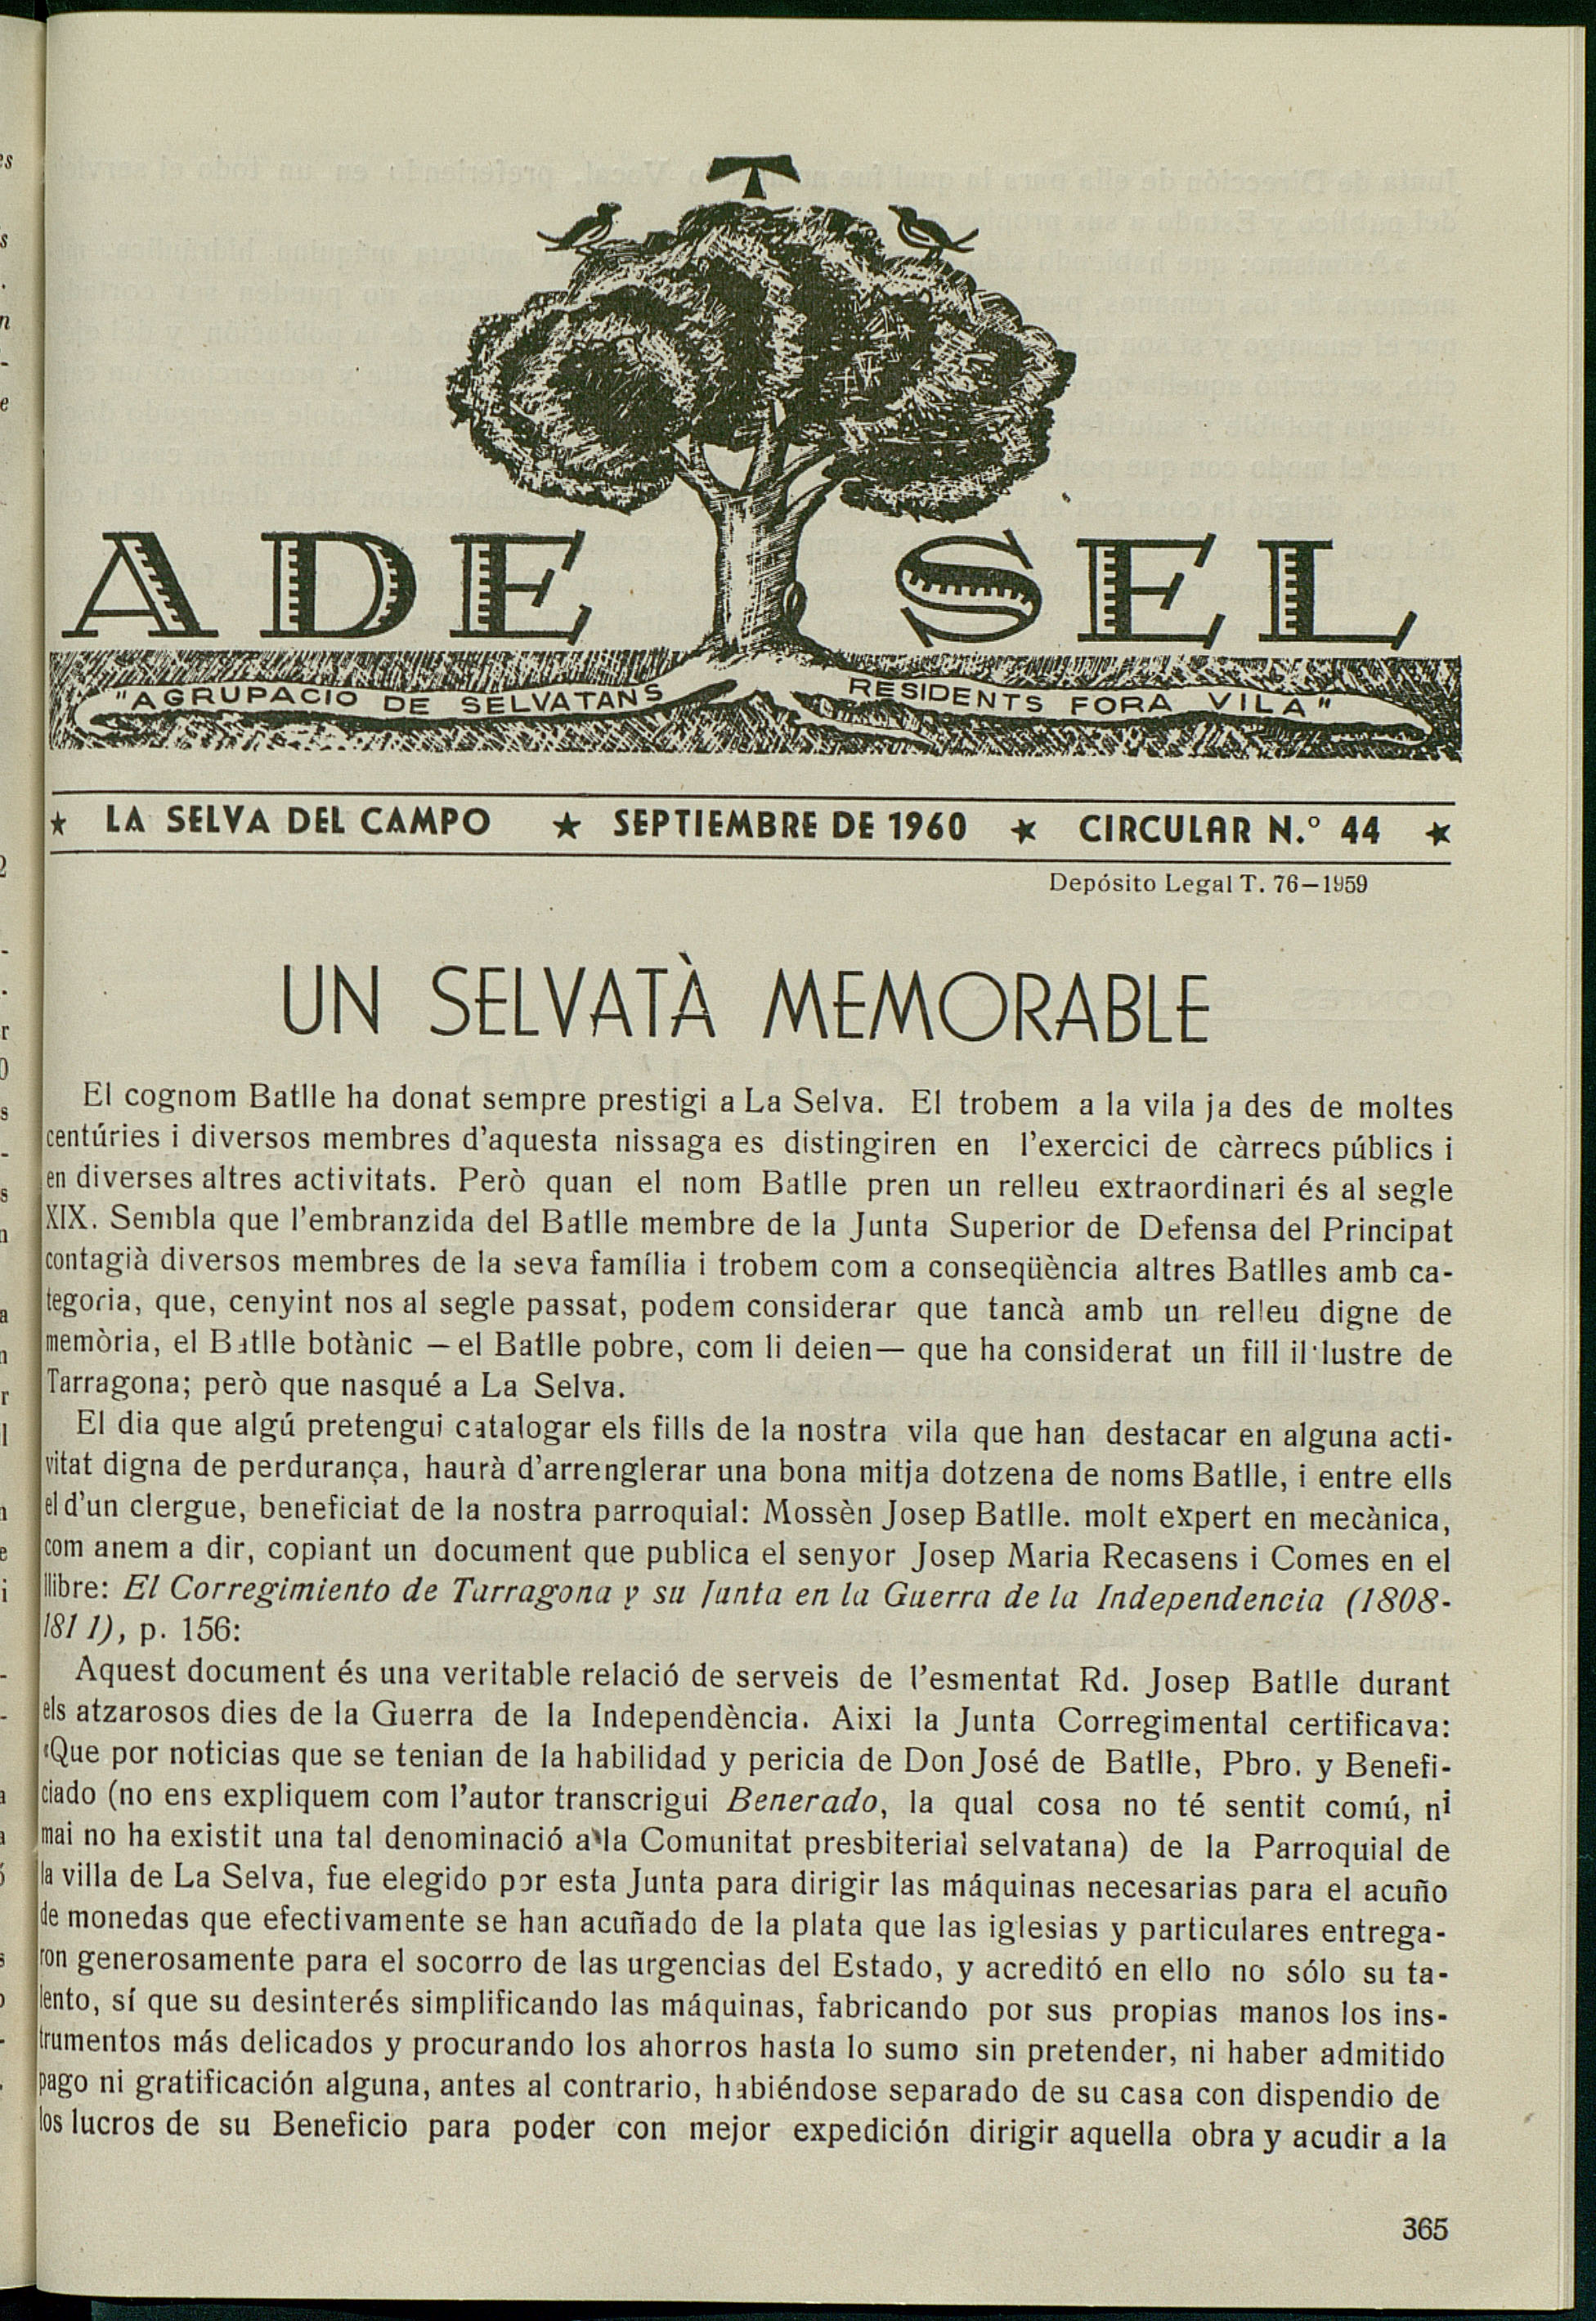 ADE SEL
"AGRUPACIO DE SELVATANS RESIDENTS FORA VILA"
★ LA SELVA DEL CAMPO ★ SEPTIEMBRE DE 1960 ★ CIRCULAR N.º 44 ★
Depósito Legal T. 76—1959
UN SELVATÀ MEMORABLE
El cognom Batlle ha donat sempre prestigi a La Selva. El trobem a la vila ja des de moltes
centúries i diversos membres d'aquesta nissaga es distingiren en l'exercici de càrrecs públics i
en diverses altres activitats. Però quan el nom Batlle pren un relleu extraordinari és al segle
XIX. Sembla que l'embranzida del Batlle membre de la Junta Superior de Defensa del Principat
contagià diversos membres de la seva família i trobem com a conseqüència altres Batlles amb ca-
tegoria, que, cenyint nos al segle passat, podem considerar que tancà amb un relleu digne de
memòria, el Batlle botànic — el Batlle pobre, com li deien— que ha considerat un fill il·lustre de
Tarragona; però que nasqué a La Selva.
El dia que algú pretengui catalogar els fills de la nostra vila que han destacar en alguna acti-
vitat digna de perdurança, haurà d'arrenglerar una bona mitja dotzena de noms Batlle, i entre ells
el d'un clergue, beneficiat de la nostra parroquial: Mossèn Josep Batlle. molt expert en mecànica,
com anem a dir, copiant un document que publica el senyor Josep Maria Recasens i Comes en el
llibre: El Corregimiento de Tarragona y su Junta en la Guerra de la Independencia (1808-
1811), p. 156:
Aquest document és una veritable relació de serveis de l'esmentat Rd. Josep Batlle durant
els atzarosos dies de la Guerra de la Independència. Aixi la Junta Corregimental certificava:
«Que por noticias que se tenian de la habilidad y pericia de Don José de Batlle, Pbro. y Benefi-
ciado (no ens expliquem com l'autor transcrigui Benerado, la qual cosa no té sentit comú, ni
mai no ha existit una tal denominació a la Comunitat presbiterial selvatana) de la Parroquial de
la villa de La Selva, fue elegido por esta Junta para dirigir las máquinas necesarias para el acuño
de monedas que efectivamente se han acuñado de la plata que las iglesias y particulares entrega-
ron generosamente para el socorro de las urgencias del Estado, y acreditó en ello no sólo su ta-
lento, sí que su desinterés simplificando las máquinas, fabricando por sus propias manos los ins-
trumentos más delicados y procurando los ahorros hasta lo sumo sin pretender, ni haber admitido
pago ni gratificación alguna, antes al contrario, habiéndose separado de su casa con dispendio de
los lucros de su Beneficio para poder con mejor expedición dirigir aquella obra y acudir a la
365